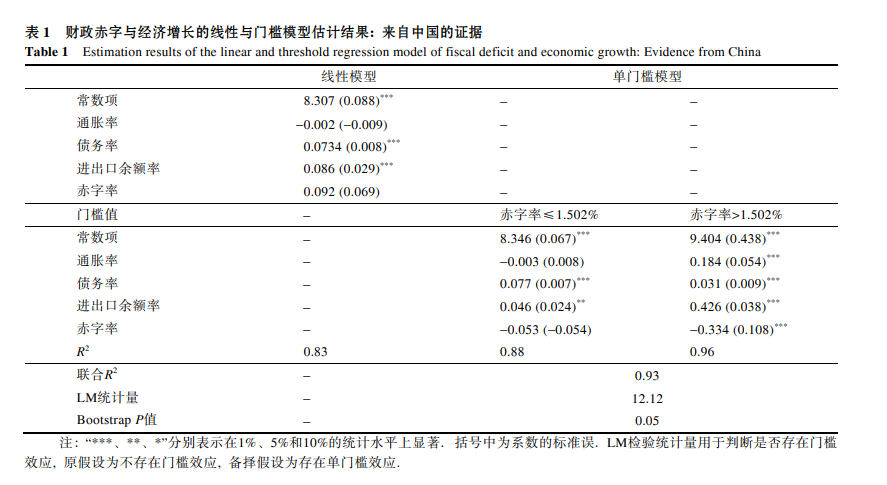 表 1 财政赤字与经济增长的线性与门槛模型估计结果: 来自中国的证据
Table 1 Estimation results of the linear and threshold regression model of fiscal deficit and economic growth: Evidence from China
线性模型 单门槛模型
常数项 8.307 (0.088)*** – –
通胀率 −0.002 (−0.009) – –
债务率 0.0734 (0.008)*** – –
进出口余额率 0.086 (0.029)*** – –
赤字率 0.092 (0.069) – –
门槛值 – 赤字率≤1.502% 赤字率>1.502%
常数项 – 8.346 (0.067)*** 9.404 (0.438)***
通胀率 – −0.003 (0.008) 0.184 (0.054)***
债务率 – 0.077 (0.007)*** 0.031 (0.009)***
进出口余额率 – 0.046 (0.024)** 0.426 (0.038)***
赤字率 – −0.053 (−0.054) −0.334 (0.108)***
R² 0.83 0.88 0.96
联合R² – 0.93
LM统计量 – 12.12
Bootstrap P值 – 0.05
注: “***、**、*”分别表示在1%、5%和10%的统计水平上显著. 括号中为系数的标准误. LM检验统计量用于判断是否存在门槛
效应, 原假设为不存在门槛效应, 备择假设为存在单门槛效应.